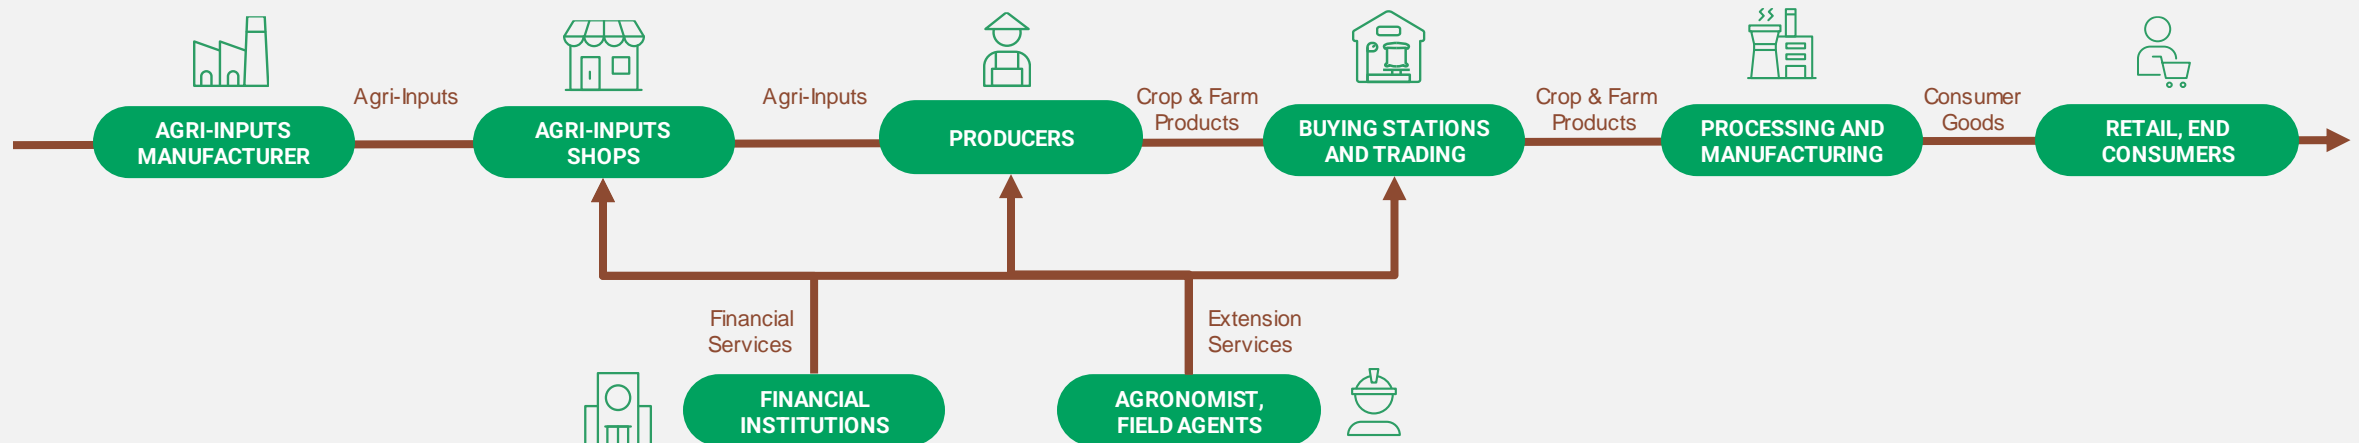 Agri-Inputs
Agri-Inputs
Crop & Farm
Products
Crop & Farm
Products
Consumer
Goods
AGRI-INPUTS
MANUFACTURER
AGRI-INPUTS
SHOPS
PRODUCERS
BUYING STATIONS
AND TRADING
PROCESSING AND
MANUFACTURING
RETAIL, END
CONSUMERS
Financial
Services
Extension
Services
FINANCIAL
INSTITUTIONS
AGRONOMIST,
FIELD AGENTS